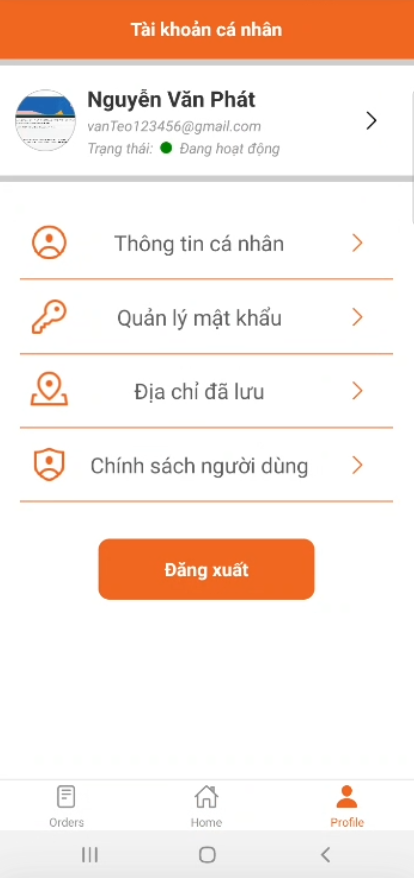 Tài khoản cá nhân
Nguyễn Văn Phát
vanTeo123456@gmail.com
Trạng thái: Đang hoạt động
Thông tin cá nhân
Quản lý mật khẩu
Địa chỉ đã lưu
Chính sách người dùng
Đăng xuất
Orders Home Profile